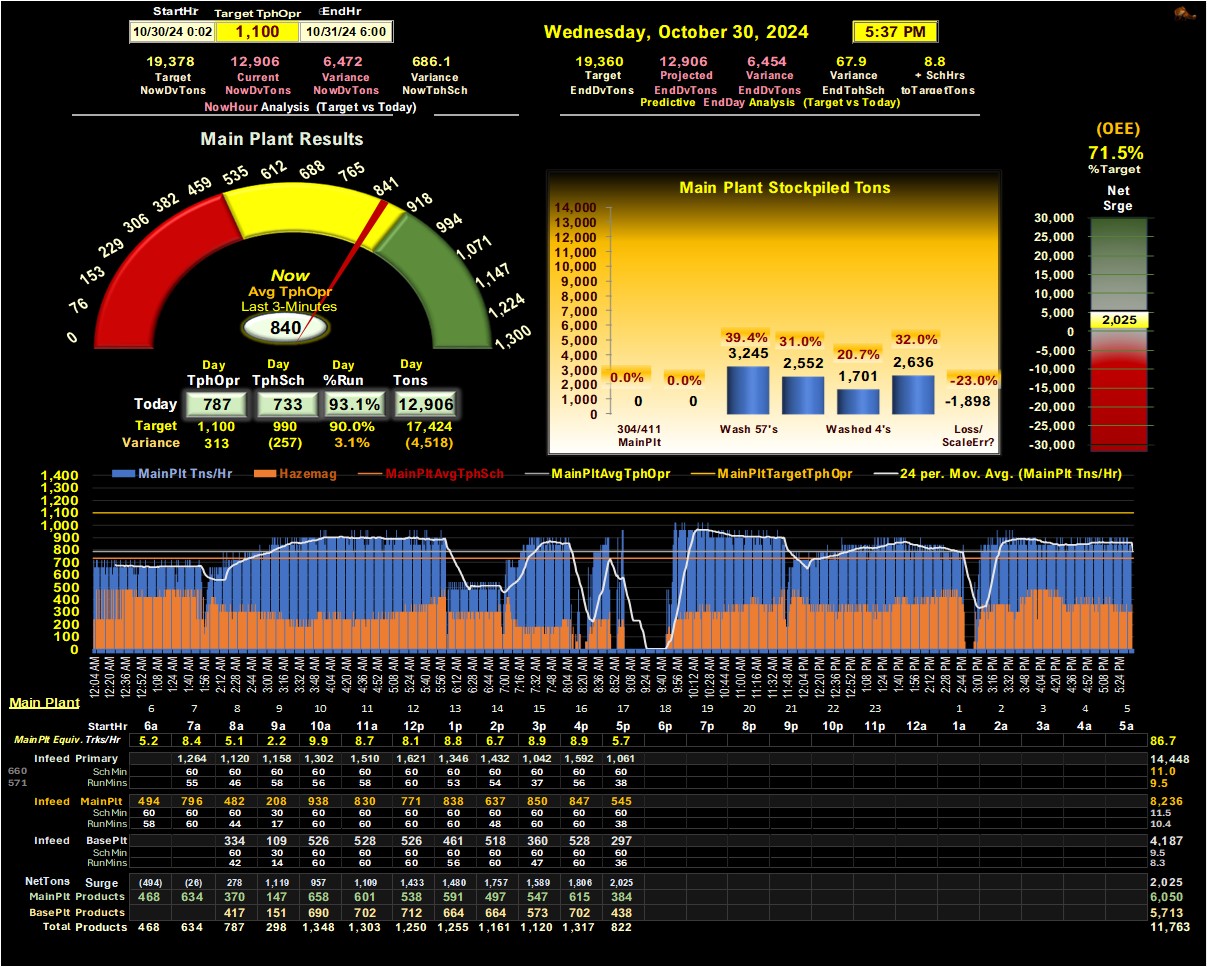 StartHr Target TphOpr EndHr
10/30/24 0:02 1,100 10/31/24 6:00
Wednesday, October 30, 2024 5:37 PM
19,378 12,906 6,472 686.1
Target Current Variance Variance
NowDvTons NowDvTons NowDvTons NowTphSch
NowHour Analysis (Target vs Today)
19,360 12,906 6,454 67.9 8.8
Target Projected Variance Variance + SchHrs
EndDvTons EndDvTons EndDvTons EndTphSch toTargetTons
Predictive EndDay Analysis (Target vs Today)
(OEE)
71.5%
%Target
Net
Srge
30,000
25,000
20,000
15,000
10,000
5,000
2,025
0
-5,000
-10,000
-15,000
-20,000
-25,000
-30,000
Main Plant Results
0 76 153 229 306 382 459 535 612 688 765 841 918 994 1,071 1,147 1,224 1,300
Now
Avg TphOpr
Last 3-Minutes
840
Day Day Day Day
TphOpr TphSch %Run Tons
Today 787 733 93.1% 12,906
Target 1,100 990 90.0% 17,424
Variance 313 (257) 3.1% (4,518)
Main Plant Stockpiled Tons
14,000
13,000
12,000
11,000
10,000
9,000
8,000
7,000
6,000
5,000
4,000
3,000
2,000
1,000
0
0.0% 0.0% 39.4% 31.0% 20.7% 32.0% -23.0%
0 0 3,245 2,552 1,701 2,636 -1,898
304/411 Wash 57's Washed 4's Loss/
MainPlt ScaleErr?
MainPlt Tns/Hr Hazemag MainPltAvgTphSch MainPltAvgTphOpr MainPltTargetTphOpr 24 per. Mov. Avg. (MainPlt Tns/Hr)
1,400
1,300
1,200
1,100
1,000
900
800
700
600
500
400
300
200
100
0
12:04 AM 12:20 AM 12:36 AM 12:52 AM 1:08 AM 1:24 AM 1:40 AM 1:56 AM 2:12 AM 2:28 AM 2:44 AM 3:00 AM 3:16 AM 3:32 AM 3:48 AM 4:04 AM 4:20 AM 4:36 AM 4:52 AM 5:08 AM 5:24 AM 5:40 AM 5:56 AM 6:12 AM 6:28 AM 6:44 AM 7:00 AM 7:16 AM 7:32 AM 7:48 AM 8:04 AM 8:20 AM 8:36 AM 8:52 AM 9:08 AM 9:24 AM 9:40 AM 9:56 AM 10:12 AM 10:28 AM 10:44 AM 11:00 AM 11:16 AM 11:32 AM 11:48 AM 12:04 PM 12:20 PM 12:36 PM 12:52 PM 1:08 PM 1:24 PM 1:40 PM 1:56 PM 2:12 PM 2:28 PM 2:44 PM 3:00 PM 3:16 PM 3:32 PM 3:48 PM 4:04 PM 4:20 PM 4:36 PM 4:52 PM 5:08 PM 5:24 PM
Main Plant 6 7 8 9 10 11 12 13 14 15 16 17 18 19 20 21 22 23 1 2 3 4 5
StartHr 6a 7a 8a 9a 10a 11a 12p 1p 2p 3p 4p 5p 6p 7p 8p 9p 10p 11p 12a 1a 2a 3a 4a 5a
MainPlt Equiv. Trks/Hr 5.2 8.4 5.1 2.2 9.9 8.7 8.1 8.8 6.7 8.9 8.9 5.7 86.7
Infeed Primary 1,264 1,120 1,158 1,302 1,510 1,621 1,346 1,432 1,042 1,592 1,061 14,448
660 SchMin 60 60 60 60 60 60 60 60 60 60 60 11.0
571 RunMins 55 46 58 56 58 60 53 54 37 56 38 9.5
Infeed MainPlt 494 796 482 208 938 830 771 838 637 850 847 545 8,236
SchMin 60 60 60 30 60 60 60 60 60 60 60 60 11.5
RunMins 58 60 44 17 60 60 60 60 48 60 60 38 10.4
Infeed BasePlt 334 109 526 528 526 461 518 360 528 297 4,187
SchMin 60 30 60 60 60 60 60 60 60 60 9.5
RunMins 42 14 60 60 60 56 60 47 60 36 8.3
NetTons Surge (494) (26) 278 1,119 957 1,109 1,433 1,480 1,757 1,589 1,806 2,025 2,025
MainPlt Products 468 634 370 147 658 601 538 591 497 547 615 384 6,050
BasePlt Products 417 151 690 702 712 664 664 573 702 438 5,713
Total Products 468 634 787 298 1,348 1,303 1,250 1,255 1,161 1,120 1,317 822 11,763